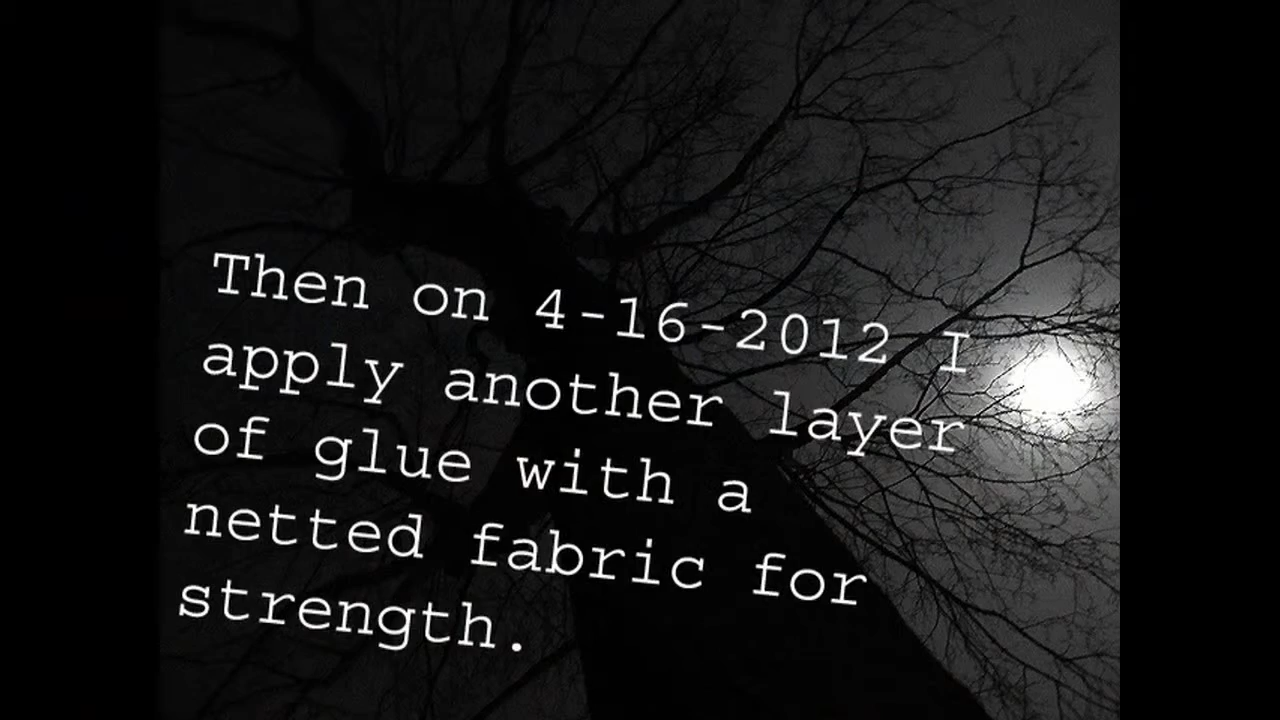 Then on 4-16-2012 I
apply another layer
of glue with a
netted fabric for
strength.